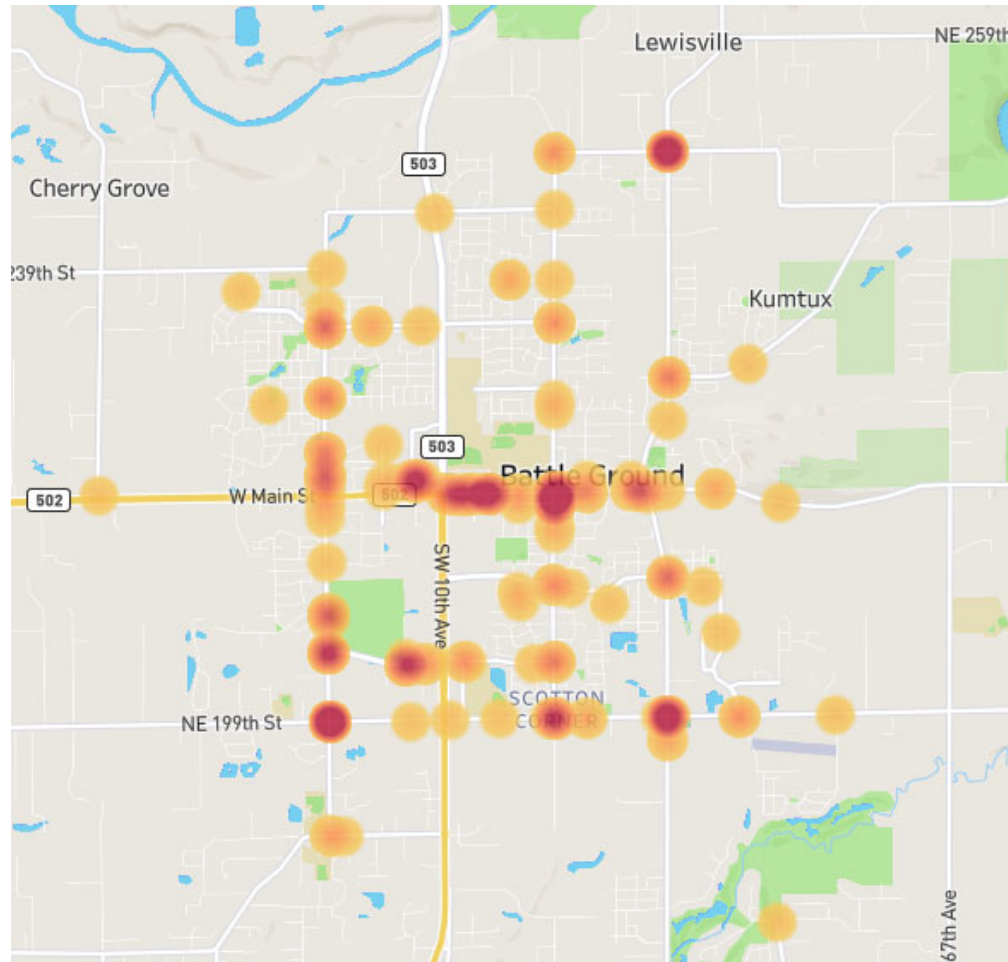 Lewisville
NE 259th
503
Cherry Grove
239th St
Kumtux
503
Battle Ground
502
W Main St
502
SW 10th Ave
SCOTTON
CORNER
NE 199th St
67th Ave